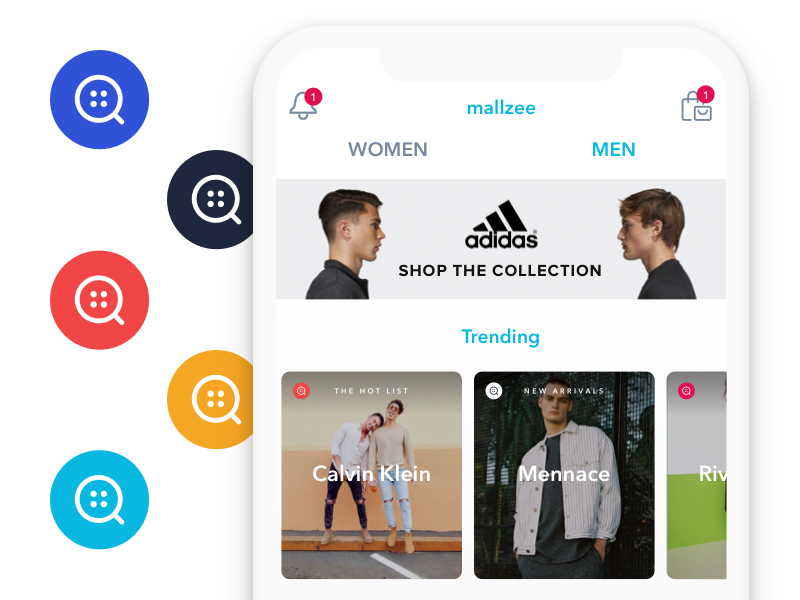 1
mallzee
1
WOMEN
MEN
adidas
SHOP THE COLLECTION
Trending
THE HOT LIST
Calvin Klein
NEW ARRIVALS
Mennace
Riv